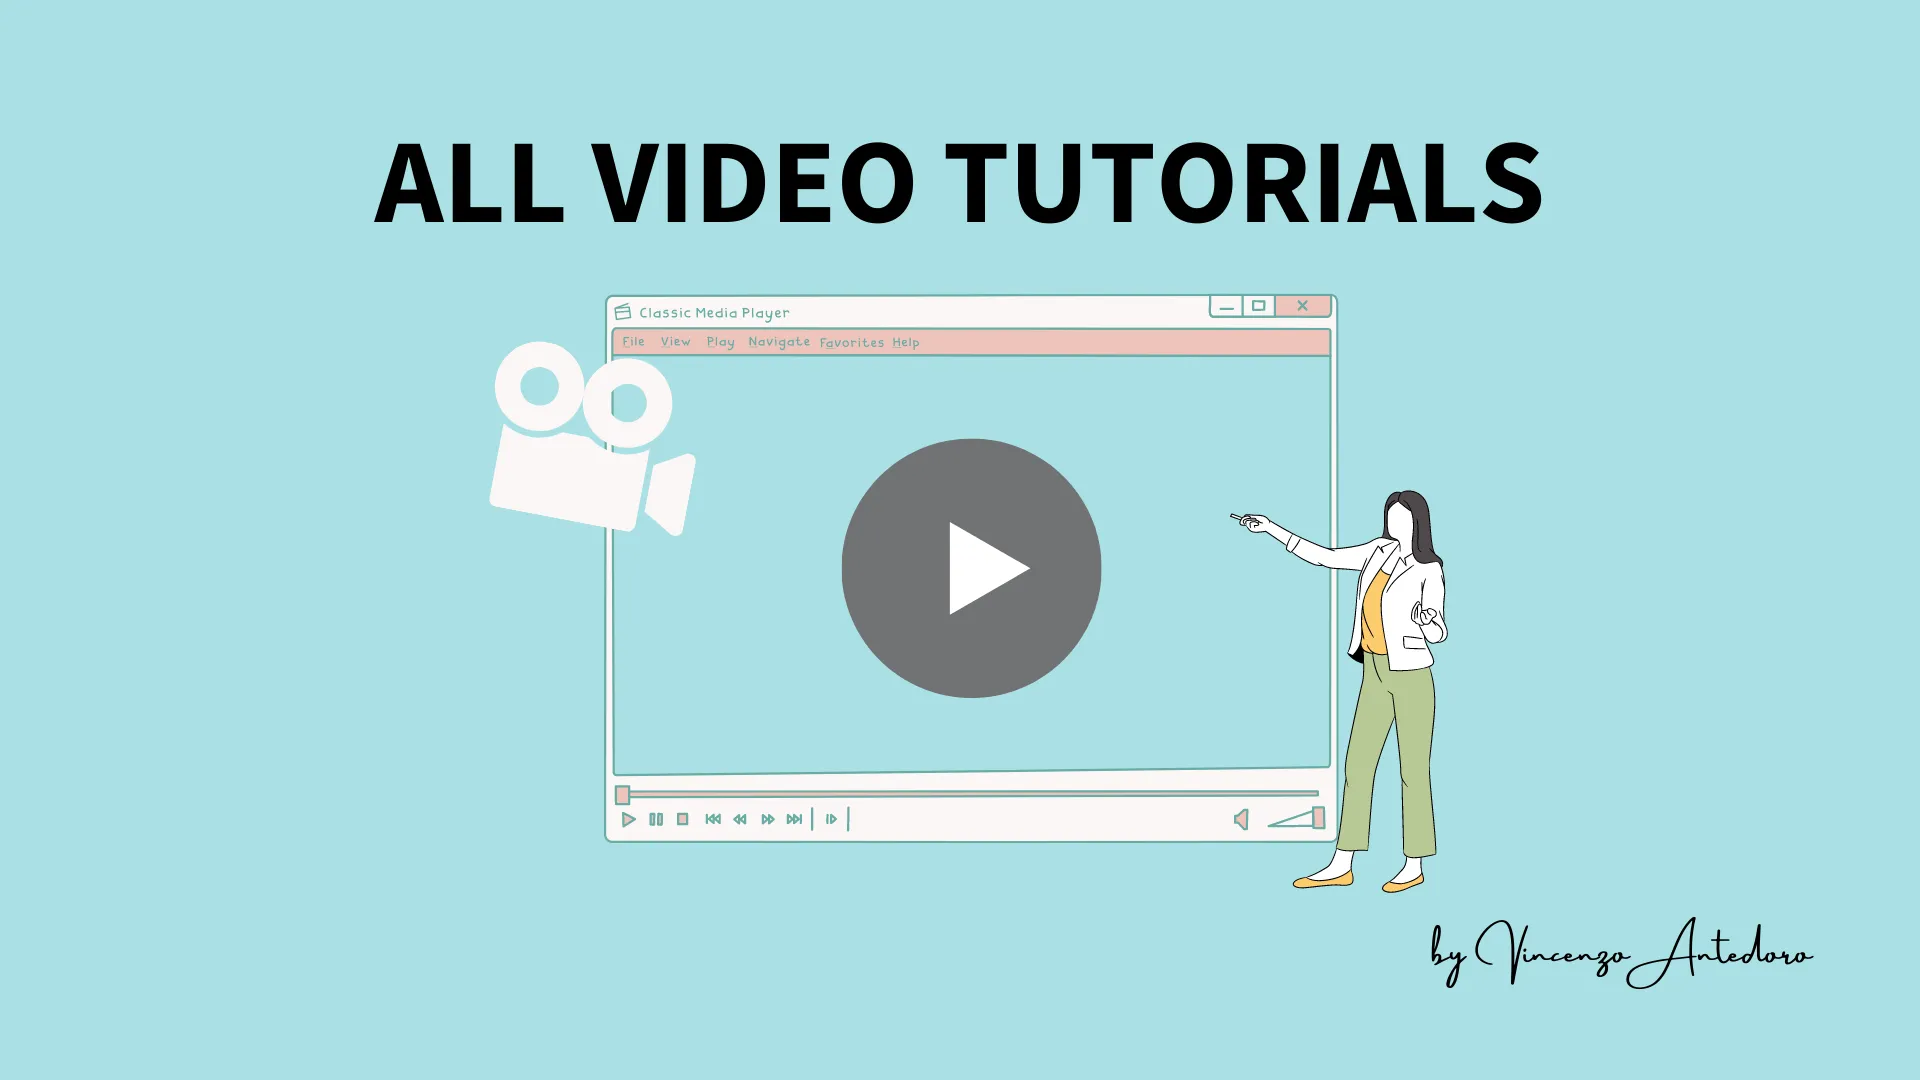 ALL VIDEO TUTORIALS
Classic Media Player
File View Play Navigate Favorites Help
by Vincenzo Antedoro